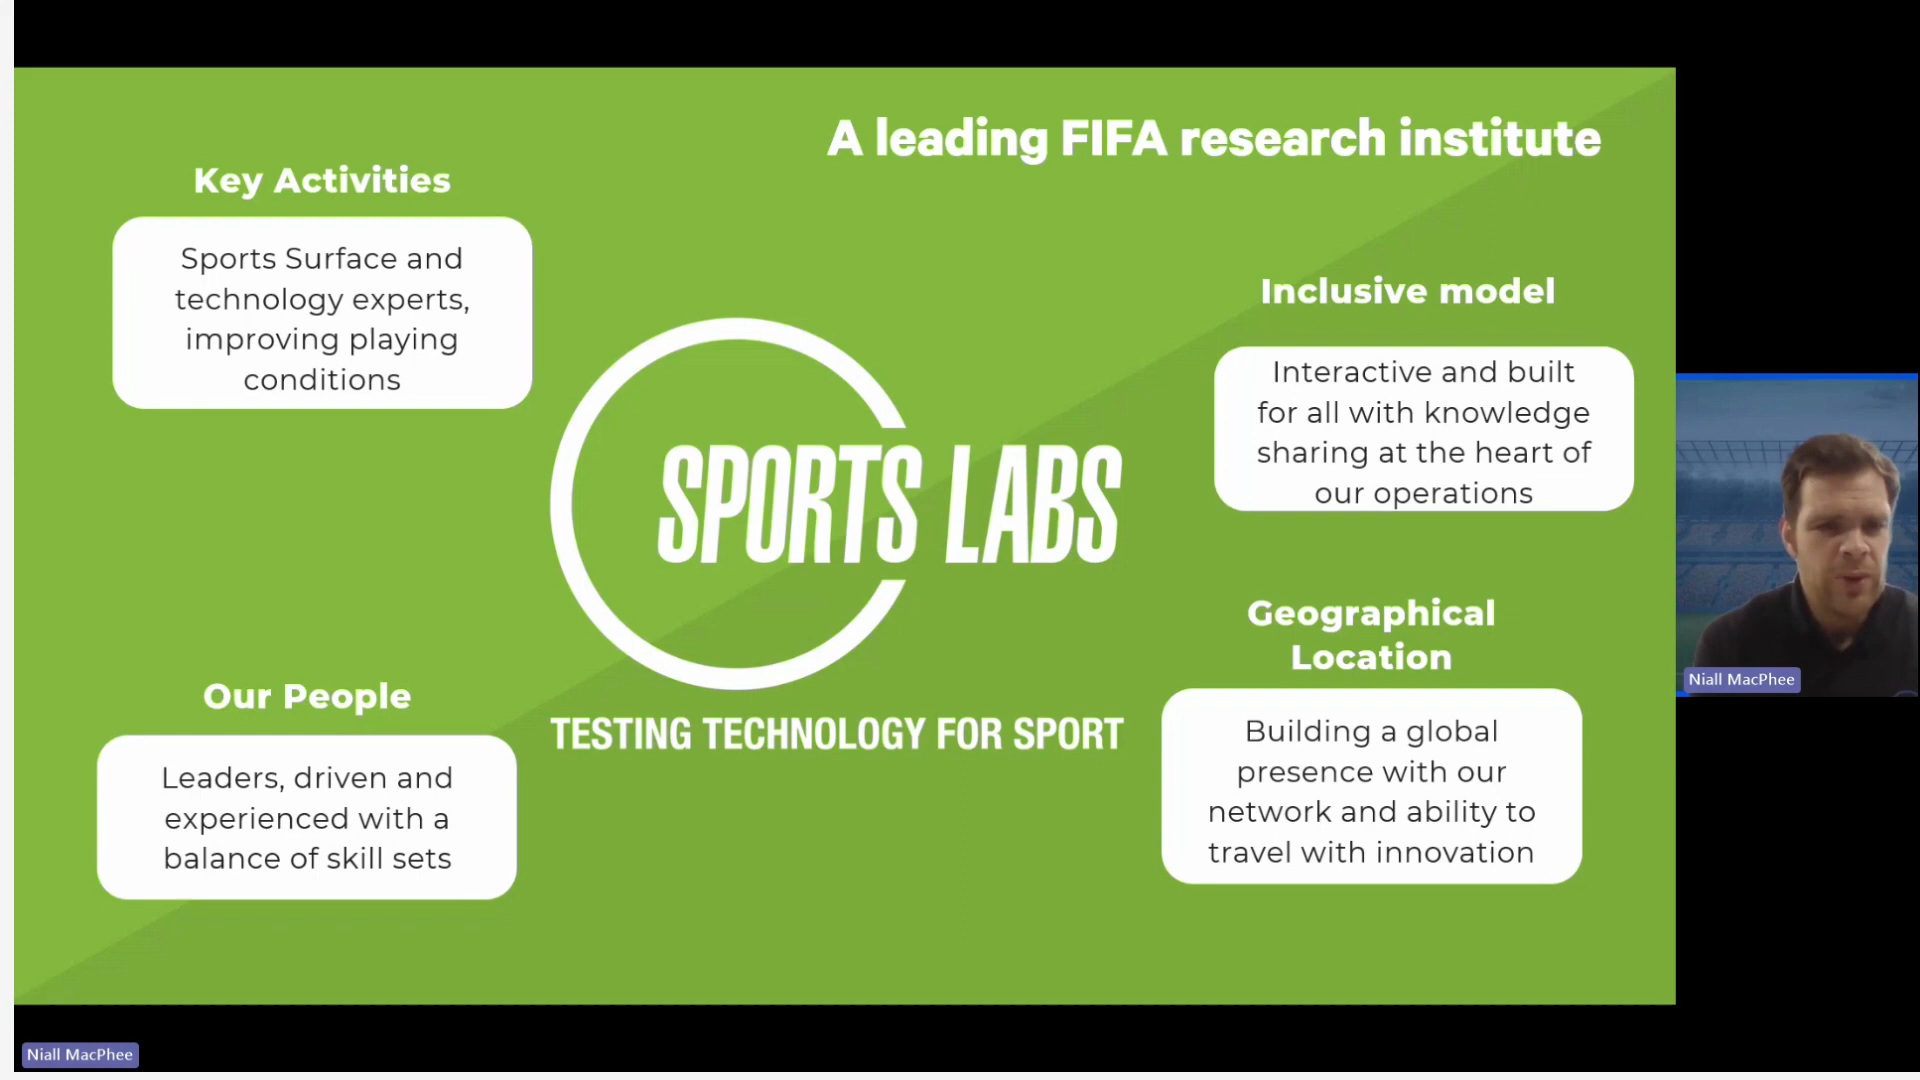 A leading FIFA research institute
Key Activities
Sports Surface and
technology experts,
improving playing
conditions
Inclusive model
Interactive and built
for all with knowledge
sharing at the heart of
our operations
SPORTS LABS
TESTING TECHNOLOGY FOR SPORT
Our People
Leaders, driven and
experienced with a
balance of skill sets
Geographical
Location
Building a global
presence with our
network and ability to
travel with innovation
Niall MacPhee
Niall MacPhee